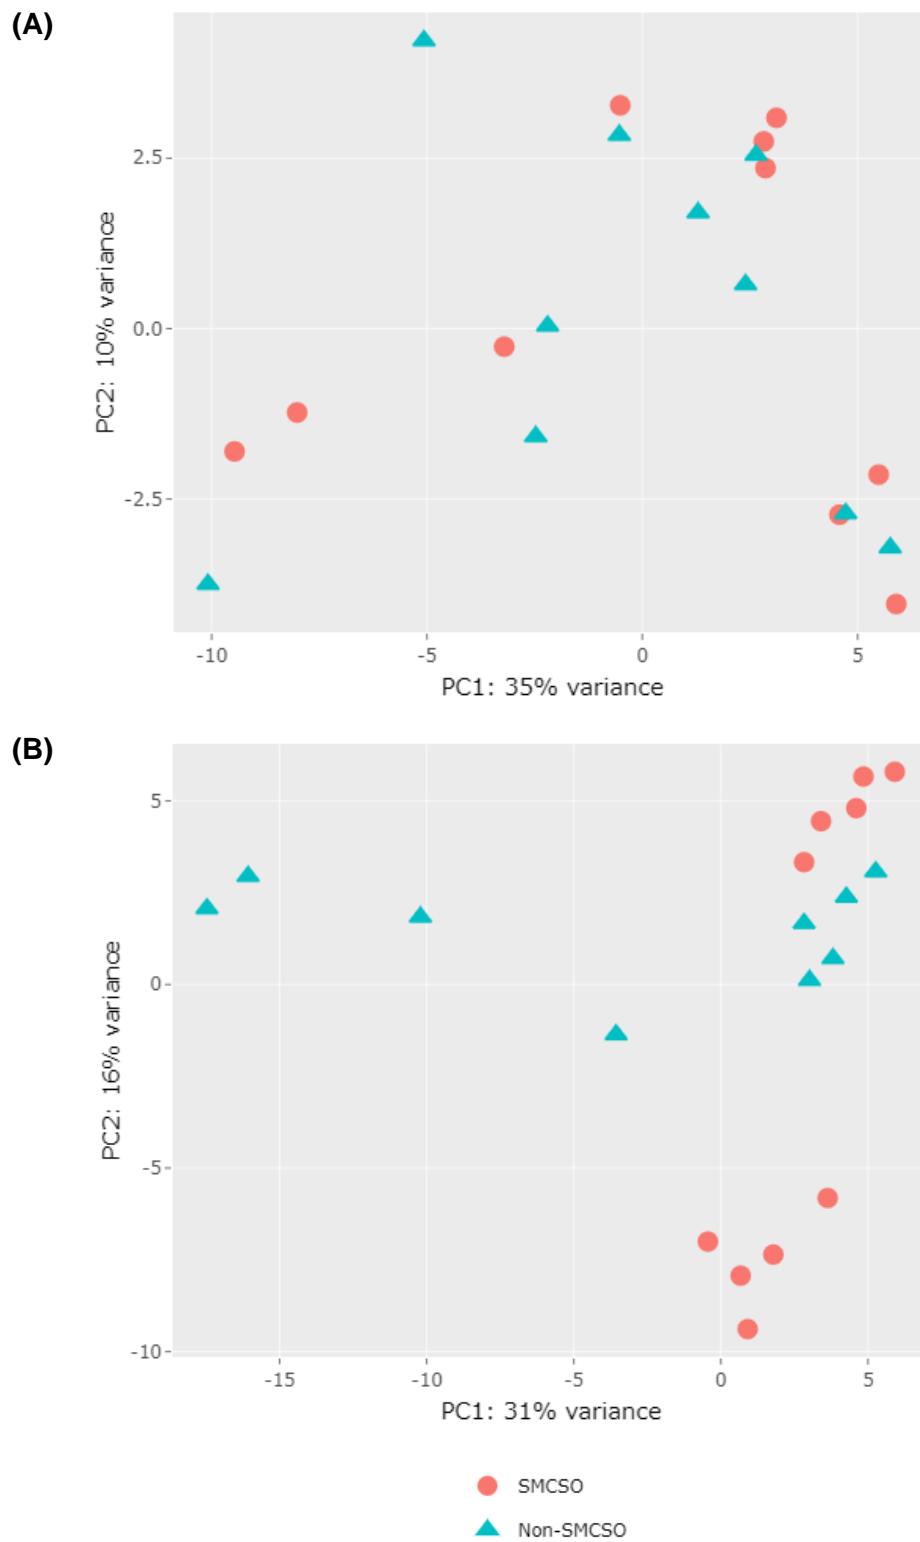 (A)
2.5
0.0
-2.5
PC2: 10% variance
-10
-5
0
5
PC1: 35% variance
(B)
5
0
-5
-10
PC2: 16% variance
-15
-10
-5
0
5
PC1: 31% variance
SMCSO
Non-SMCSO